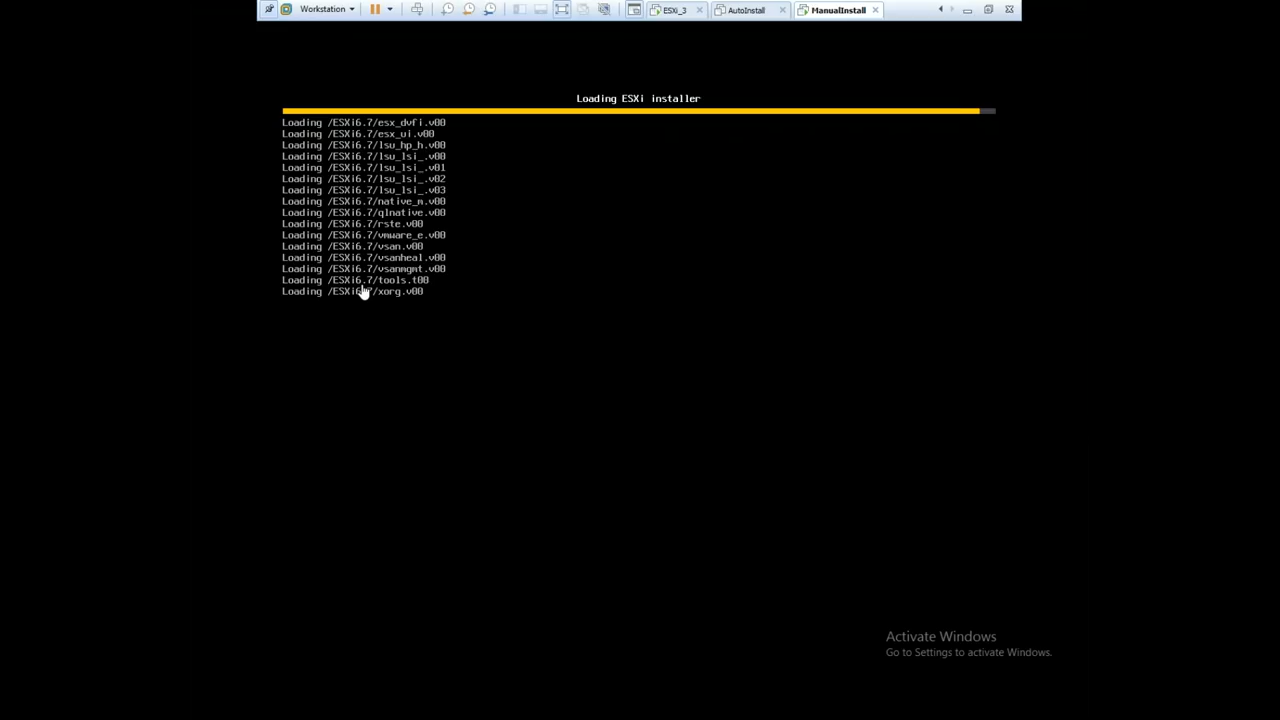 Workstation
ESXi_3
AutoInstall
ManualInstall
Loading ESXi installer
Loading /ESXi6.7/esx_dvfi.v00
Loading /ESXi6.7/esx_ui.v00
Loading /ESXi6.7/lsu_hp_h.v00
Loading /ESXi6.7/lsu_lsi_.v00
Loading /ESXi6.7/lsu_lsi_.v01
Loading /ESXi6.7/lsu_lsi_.v02
Loading /ESXi6.7/lsu_lsi_.v03
Loading /ESXi6.7/native_m.v00
Loading /ESXi6.7/qlnative.v00
Loading /ESXi6.7/rste.v00
Loading /ESXi6.7/vmware_e.v00
Loading /ESXi6.7/vsan.v00
Loading /ESXi6.7/vsanheal.v00
Loading /ESXi6.7/vsanmgmt.v00
Loading /ESXi6.7/tools.t00
Loading /ESXi6.7/xorg.v00
Activate Windows
Go to Settings to activate Windows.